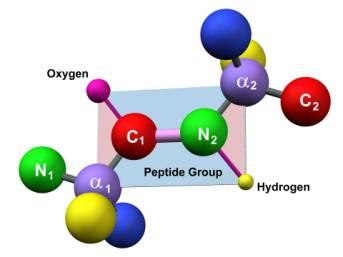 α₂
Oxygen
C₂
C₁
N₂
N₁
Peptide Group
α₁
Hydrogen